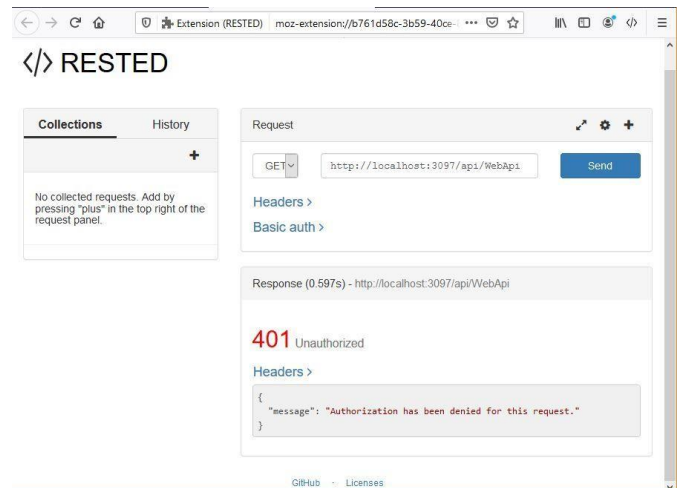 Extension (RESTED) moz-extension://b761d58c-3b59-40ce- •••
</> RESTED
Collections History
+
No collected requests. Add by
pressing "plus" in the top right of the
request panel.
Request
GET http://localhost:3097/api/WebApi Send
Headers >
Basic auth >
Response (0.597s) - http://localhost:3097/api/WebApi
401 Unauthorized
Headers >
{
"message": "Authorization has been denied for this request."
}
GitHub - Licenses